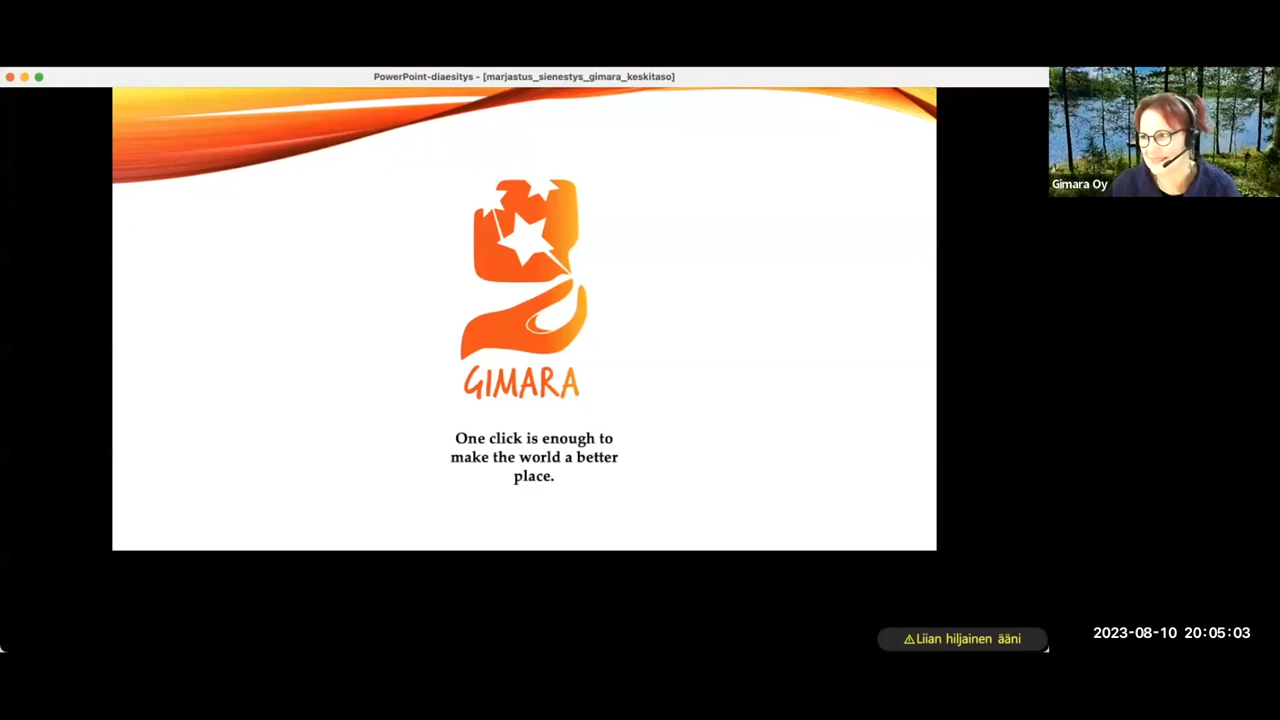 PowerPoint-diaesitys - [marjastus_sienestys_gimara_keskitaso]
Gimara Oy
GIMARA
One click is enough to
make the world a better
place.
⚠Liian hiljainen ääni
2023-08-10 20:05:03